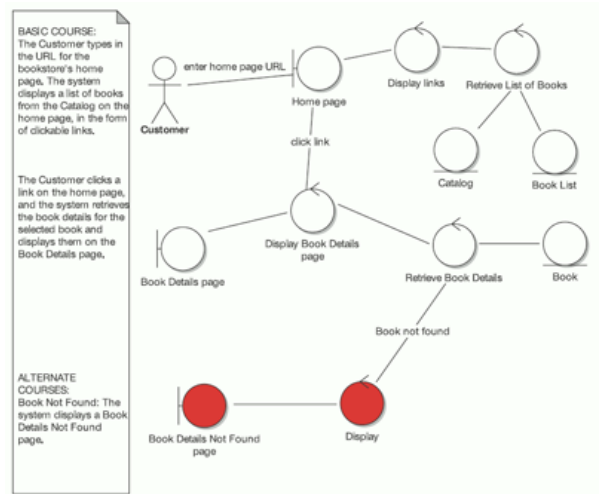 BASIC COURSE:
The Customer types in
the URL for the
bookstore's home
page. The system
displays a list of books
from the Catalog on the
home page, in the form
of clickable links.
The Customer clicks a
link on the home page,
and the system retrieves
the book details for the
selected book and
displays them on the
Book Details page.
ALTERNATE
COURSES:
Book Not Found: The
system displays a Book
Details Not Found
page.
enter home page URL
Customer
Home page
Display links
Retrieve List of Books
Catalog
Book List
click link
Display Book Details
page
Book Details page
Retrieve Book Details
Book
Book not found
Book Details Not Found
page
Display